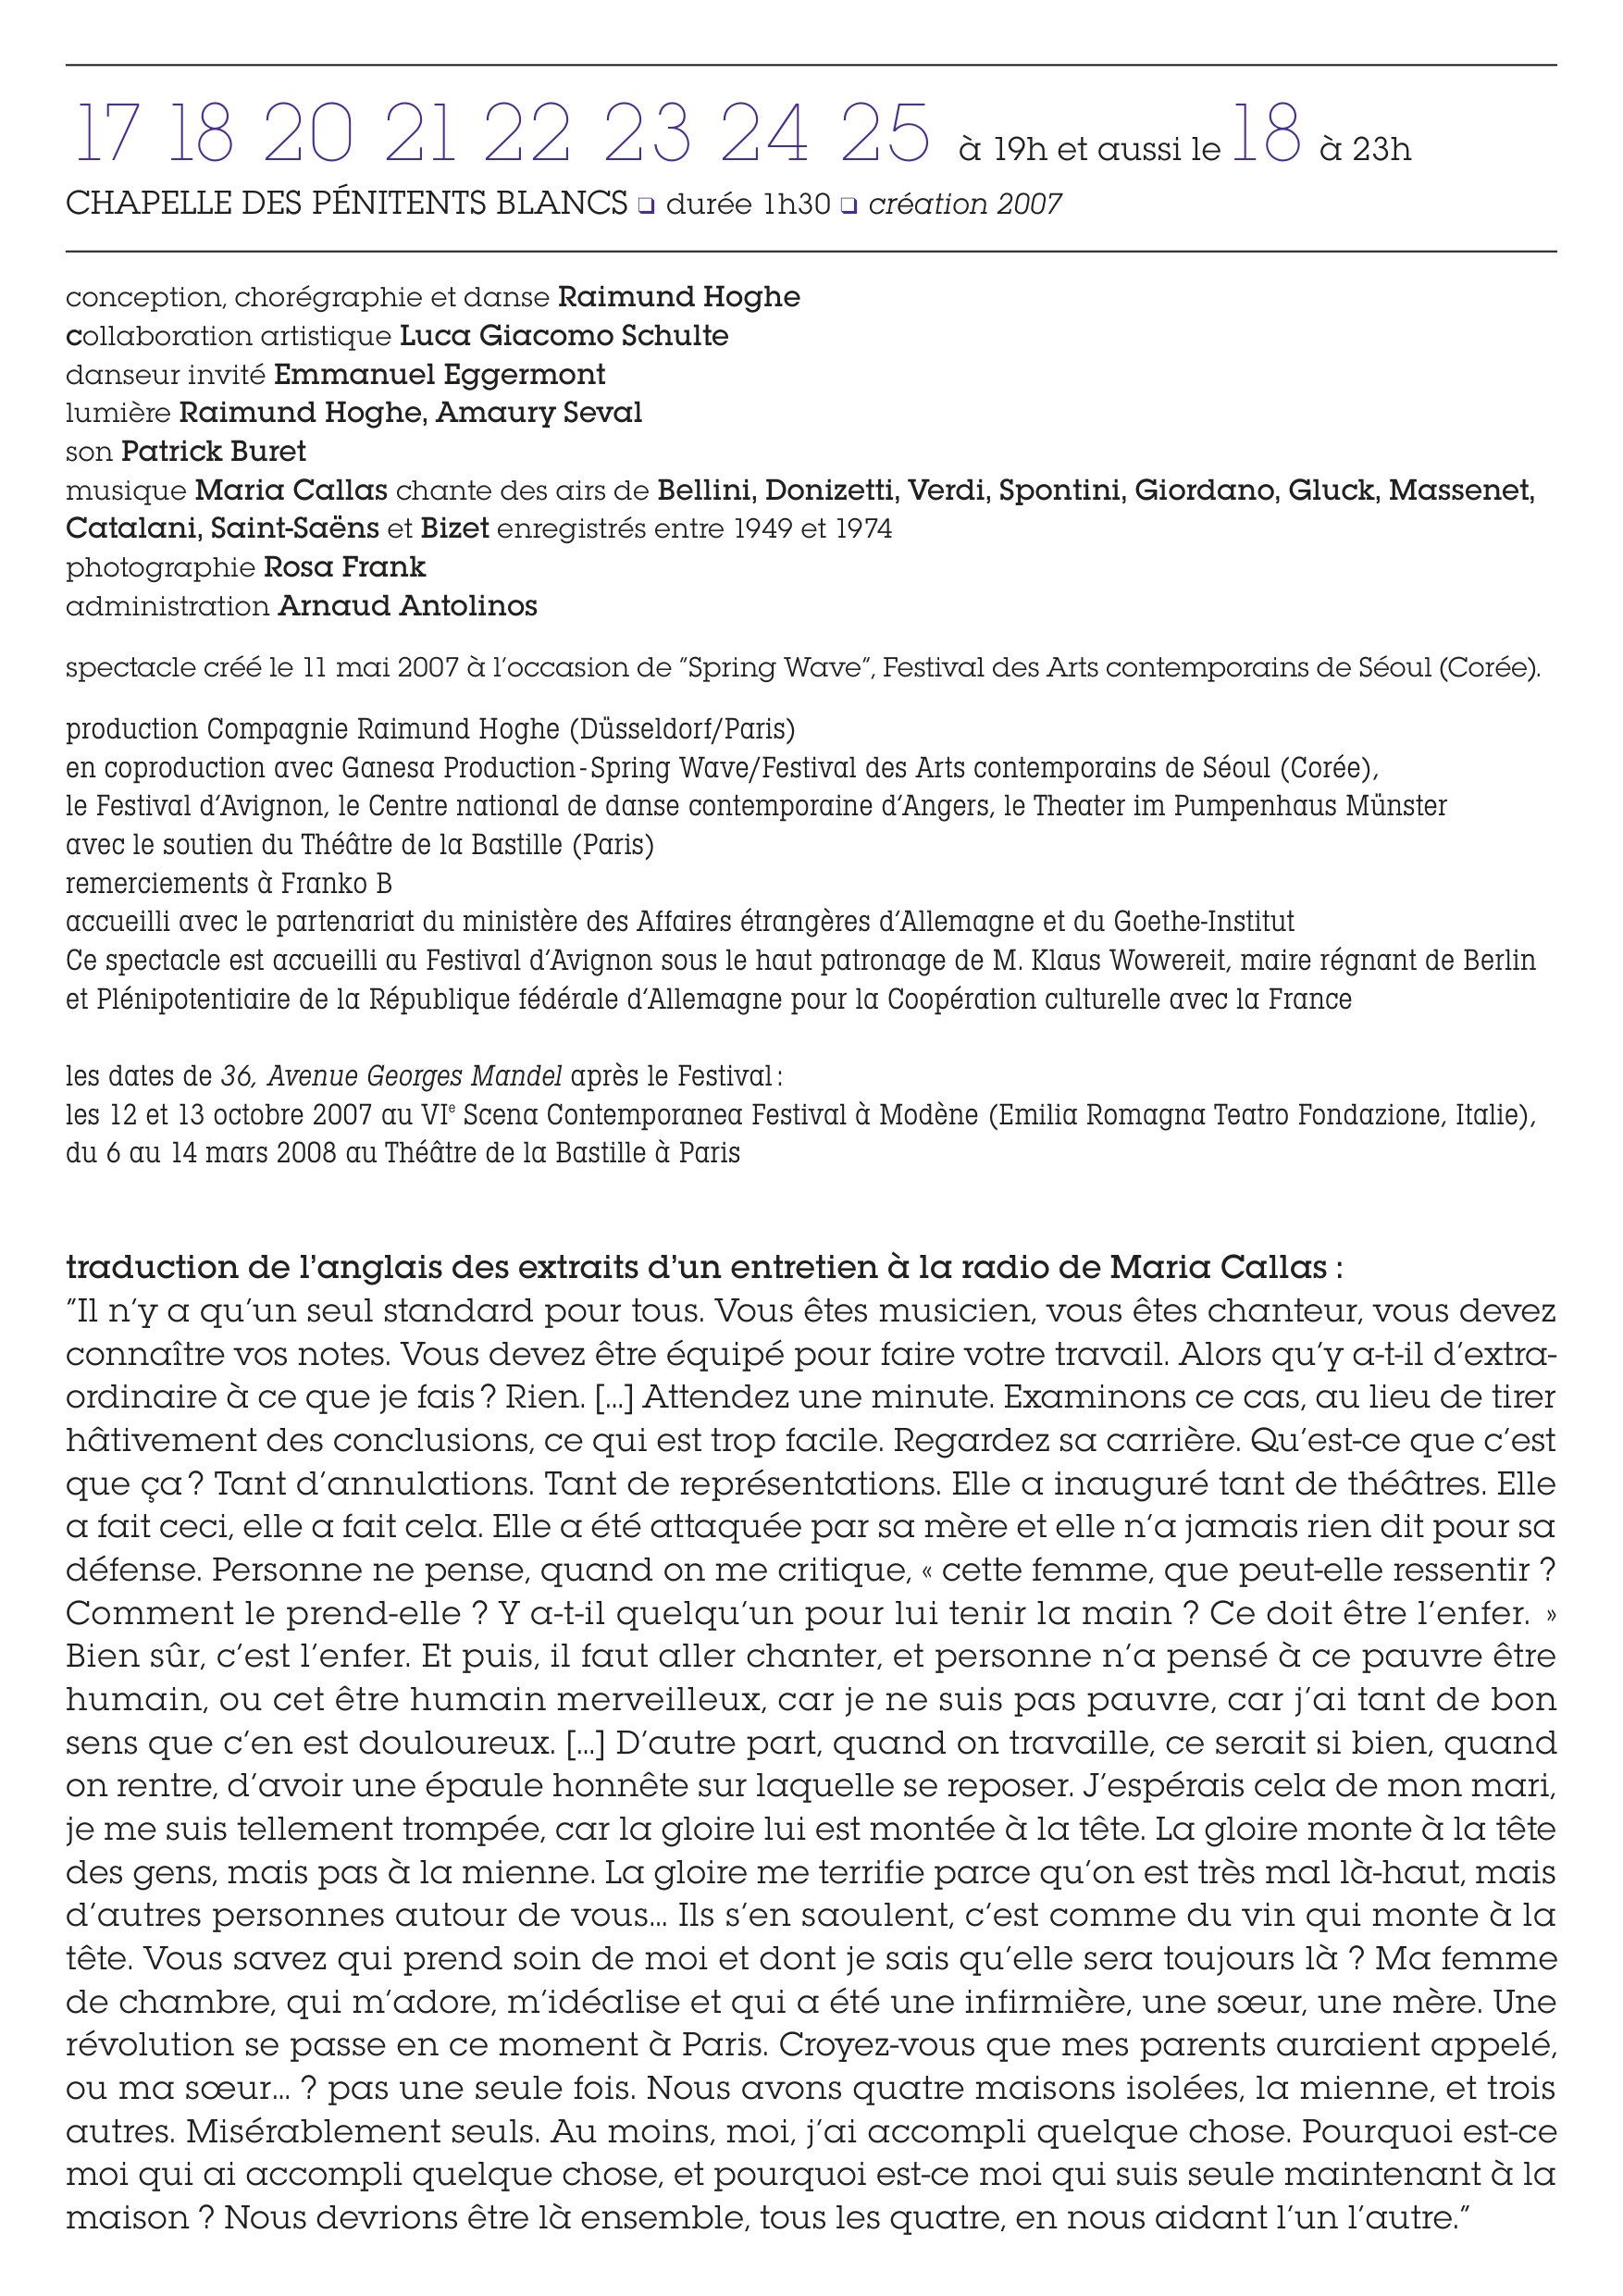 17 18 20 21 22 23 24 25 à 19h et aussi le 18 à 23h
CHAPELLE DES PÉNITENTS BLANCS ❏ durée 1h30 ❏ création 2007
conception, chorégraphie et danse Raimund Hoghe
collaboration artistique Luca Giacomo Schulte
danseur invité Emmanuel Eggermont
lumière Raimund Hoghe, Amaury Seval
son Patrick Buret
musique Maria Callas chante des airs de Bellini, Donizetti, Verdi, Spontini, Giordano, Gluck, Massenet,
Catalani, Saint-Saëns et Bizet enregistrés entre 1949 et 1974
photographie Rosa Frank
administration Arnaud Antolinos
spectacle créé le 11 mai 2007 à l’occasion de ”Spring Wave”, Festival des Arts contemporains de Séoul (Corée).
production Compagnie Raimund Hoghe (Düsseldorf/Paris)
en coproduction avec Ganesa Production-Spring Wave/Festival des Arts contemporains de Séoul (Corée),
le Festival d’Avignon, le Centre national de danse contemporaine d’Angers, le Theater im Pumpenhaus Münster
avec le soutien du Théâtre de la Bastille (Paris)
remerciements à Franko B
accueilli avec le partenariat du ministère des Affaires étrangères d’Allemagne et du Goethe-Institut
Ce spectacle est accueilli au Festival d’Avignon sous le haut patronage de M. Klaus Wowereit, maire régnant de Berlin
et Plénipotentiaire de la République fédérale d’Allemagne pour la Coopération culturelle avec la France
les dates de 36, Avenue Georges Mandel après le Festival :
les 12 et 13 octobre 2007 au VIe Scena Contemporanea Festival à Modène (Emilia Romagna Teatro Fondazione, Italie),
du 6 au 14 mars 2008 au Théâtre de la Bastille à Paris
traduction de l’anglais des extraits d’un entretien à la radio de Maria Callas :
”Il n’y a qu’un seul standard pour tous. Vous êtes musicien, vous êtes chanteur, vous devez
connaître vos notes. Vous devez être équipé pour faire votre travail. Alors qu’y a-t-il d’extra-
ordinaire à ce que je fais ? Rien. [...] Attendez une minute. Examinons ce cas, au lieu de tirer
hâtivement des conclusions, ce qui est trop facile. Regardez sa carrière. Qu’est-ce que c’est
que ça ? Tant d’annulations. Tant de représentations. Elle a inauguré tant de théâtres. Elle
a fait ceci, elle a fait cela. Elle a été attaquée par sa mère et elle n’a jamais rien dit pour sa
défense. Personne ne pense, quand on me critique, « cette femme, que peut-elle ressentir ?
Comment le prend-elle ? Y a-t-il quelqu’un pour lui tenir la main ? Ce doit être l’enfer. »
Bien sûr, c’est l’enfer. Et puis, il faut aller chanter, et personne n’a pensé à ce pauvre être
humain, ou cet être humain merveilleux, car je ne suis pas pauvre, car j’ai tant de bon
sens que c’en est douloureux. [...] D’autre part, quand on travaille, ce serait si bien, quand
on rentre, d’avoir une épaule honnête sur laquelle se reposer. J’espérais cela de mon mari,
je me suis tellement trompée, car la gloire lui est montée à la tête. La gloire monte à la tête
des gens, mais pas à la mienne. La gloire me terrifie parce qu’on est très mal là-haut, mais
d’autres personnes autour de vous... Ils s’en saoulent, c’est comme du vin qui monte à la
tête. Vous savez qui prend soin de moi et dont je sais qu’elle sera toujours là ? Ma femme
de chambre, qui m’adore, m’idéalise et qui a été une infirmière, une sœur, une mère. Une
révolution se passe en ce moment à Paris. Croyez-vous que mes parents auraient appelé,
ou ma sœur... ? pas une seule fois. Nous avons quatre maisons isolées, la mienne, et trois
autres. Misérablement seuls. Au moins, moi, j’ai accompli quelque chose. Pourquoi est-ce
moi qui ai accompli quelque chose, et pourquoi est-ce moi qui suis seule maintenant à la
maison ? Nous devrions être là ensemble, tous les quatre, en nous aidant l’un l’autre.”